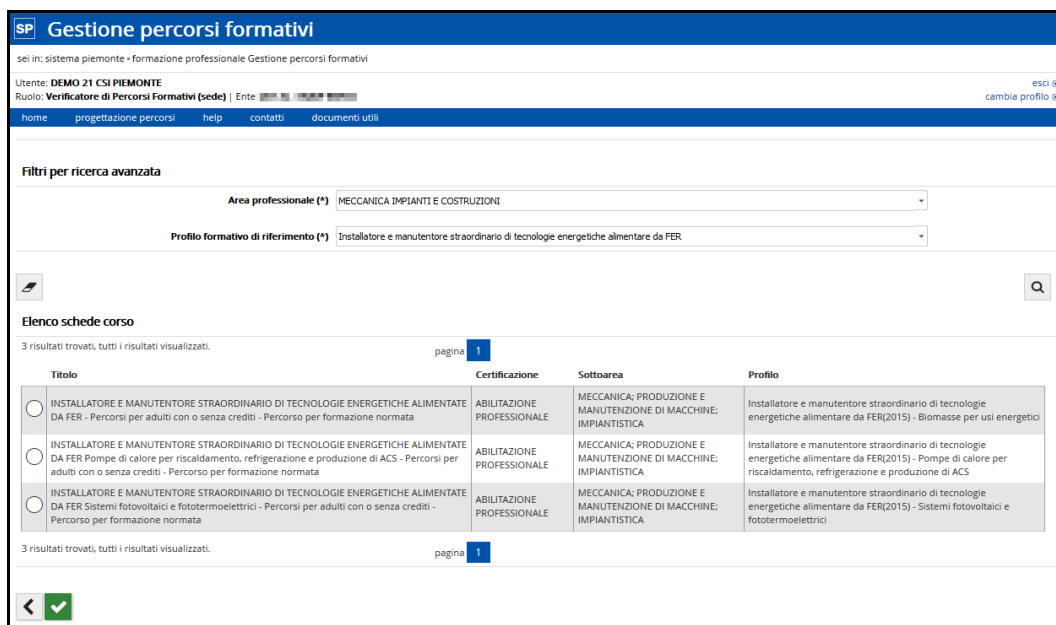 SP Gestione percorsi formativi
sei in: sistema piemonte • formazione professionale Gestione percorsi formativi
Utente: DEMO 21 CSI PIEMONTE
esci
Ruolo: Verificatore di Percorsi Formativi (sede) | Ente
cambia profilo
home progettazione percorsi help contatti documenti utili
Filtri per ricerca avanzata
Area professionale (*) MECCANICA IMPIANTI E COSTRUZIONI
Profilo formativo di riferimento (*) Installatore e manutentore straordinario di tecnologie energetiche alimentare da FER
Elenco schede corso
3 risultati trovati, tutti i risultati visualizzati.
pagina 1
Titolo Certificazione Sottoarea Profilo
INSTALLATORE E MANUTENTORE STRAORDINARIO DI TECNOLOGIE ENERGETICHE ALIMENTATE
DA FER - Percorsi per adulti con o senza crediti - Percorso per formazione normata
ABILITAZIONE
PROFESSIONALE
MECCANICA; PRODUZIONE E
MANUTENZIONE DI MACCHINE;
IMPIANTISTICA
Installatore e manutentore straordinario di tecnologie
energetiche alimentare da FER(2015) - Biomasse per usi energetici
INSTALLATORE E MANUTENTORE STRAORDINARIO DI TECNOLOGIE ENERGETICHE ALIMENTATE
DA FER Pompe di calore per riscaldamento, refrigerazione e produzione di ACS - Percorsi per
adulti con o senza crediti - Percorso per formazione normata
ABILITAZIONE
PROFESSIONALE
MECCANICA; PRODUZIONE E
MANUTENZIONE DI MACCHINE;
IMPIANTISTICA
Installatore e manutentore straordinario di tecnologie
energetiche alimentare da FER(2015) - Pompe di calore per
riscaldamento, refrigerazione e produzione di ACS
INSTALLATORE E MANUTENTORE STRAORDINARIO DI TECNOLOGIE ENERGETICHE ALIMENTATE
DA FER Sistemi fotovoltaici e fototermoelettrici - Percorsi per adulti con o senza crediti -
Percorso per formazione normata
ABILITAZIONE
PROFESSIONALE
MECCANICA; PRODUZIONE E
MANUTENZIONE DI MACCHINE;
IMPIANTISTICA
Installatore e manutentore straordinario di tecnologie
energetiche alimentare da FER(2015) - Sistemi fotovoltaici e
fototermoelettrici
3 risultati trovati, tutti i risultati visualizzati.
pagina 1